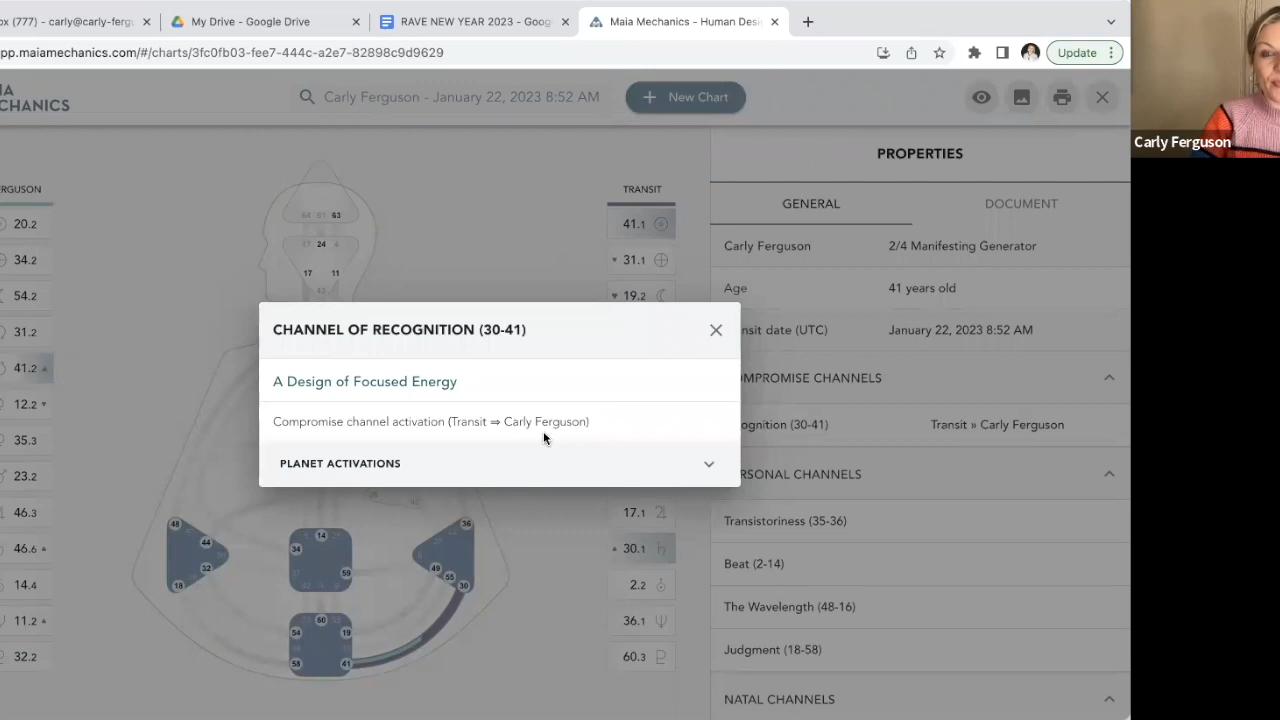 ox (777) - carly@carly-ferg
My Drive - Google Drive
RAVE NEW YEAR 2023 - Goog
Maia Mechanics - Human Desi
pp.maiamechanics.com/#/charts/3fc0fb03-fee7-444c-a2e7-82898c9d9629
Update
IA
CHANICS
Carly Ferguson - January 22, 2023 8:52 AM
New Chart
Carly Ferguson
PROPERTIES
GENERAL
DOCUMENT
Carly Ferguson
2/4 Manifesting Generator
Age
41 years old
nsit date (UTC)
January 22, 2023 8:52 AM
OMPROMISE CHANNELS
ognition (30-41)
Transit » Carly Ferguson
RSONAL CHANNELS
Transistoriness (35-36)
Beat (2-14)
The Wavelength (48-16)
Judgment (18-58)
NATAL CHANNELS
ERGUSON
20.2
34.2
54.2
31.2
41.2
12.2
35.3
23.2
46.3
46.6
14.4
11.2
32.2
TRANSIT
41.1
31.1
19.2
17.1
30.1
2.2
36.1
60.3
64 61 63
24 4
17 11
43
CHANNEL OF RECOGNITION (30-41)
A Design of Focused Energy
Compromise channel activation (Transit ⇒ Carly Ferguson)
PLANET ACTIVATIONS
48
44
32
18
14
34
59
36
49
55
30
60
54
19
58
41